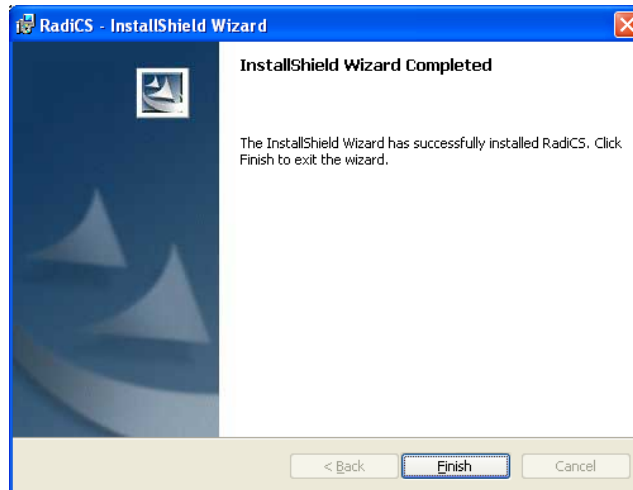 RadiCS - InstallShield Wizard
InstallShield Wizard Completed
The InstallShield Wizard has successfully installed RadiCS. Click
Finish to exit the wizard.
< Back
Finish
Cancel